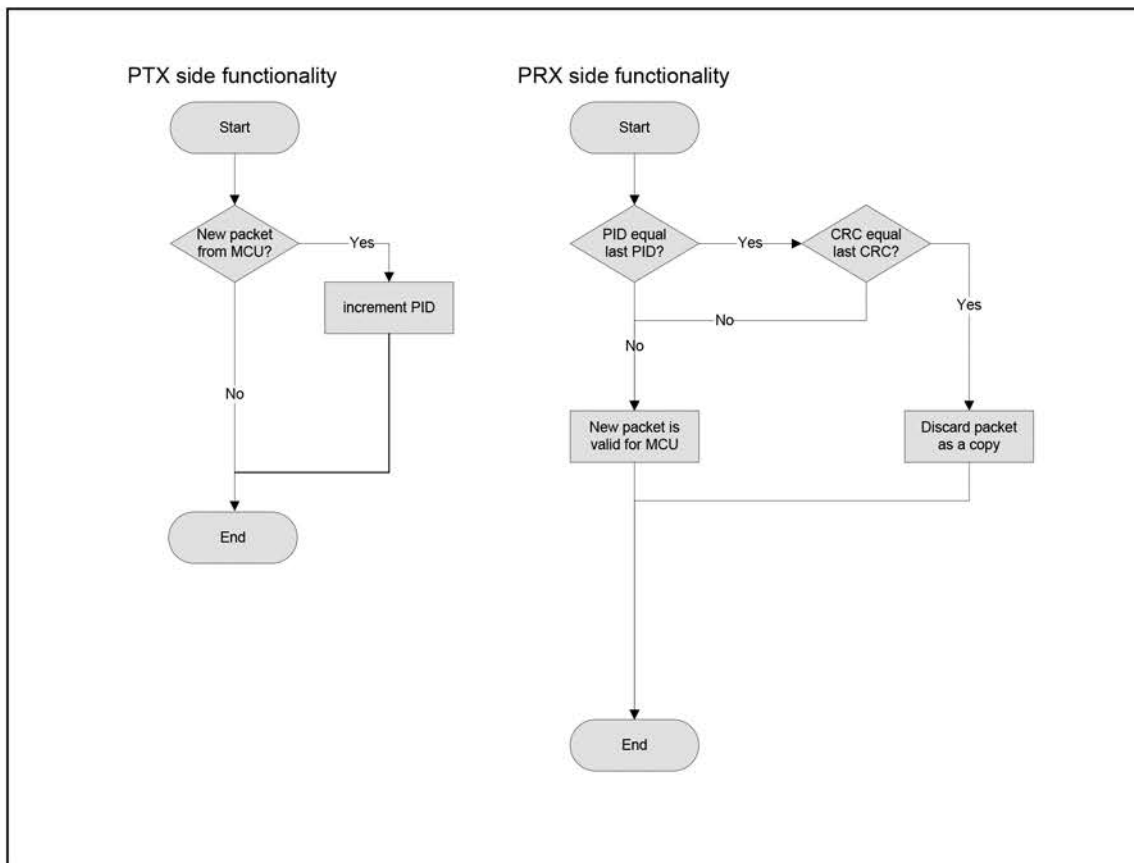 PTX side functionality
Start
New packet
from MCU?
Yes
increment PID
No
End
PRX side functionality
Start
PID equal
last PID?
Yes
CRC equal
last CRC?
No
Yes
No
New packet is
valid for MCU
Discard packet
as a copy
End